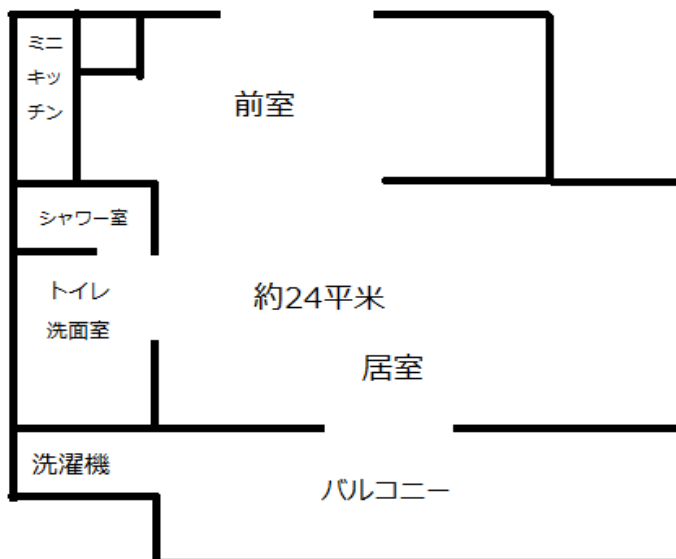 ミニ
キッ
チン
前室
シャワー室
トイレ
洗面室
約24平米
居室
洗濯機
バルコニー